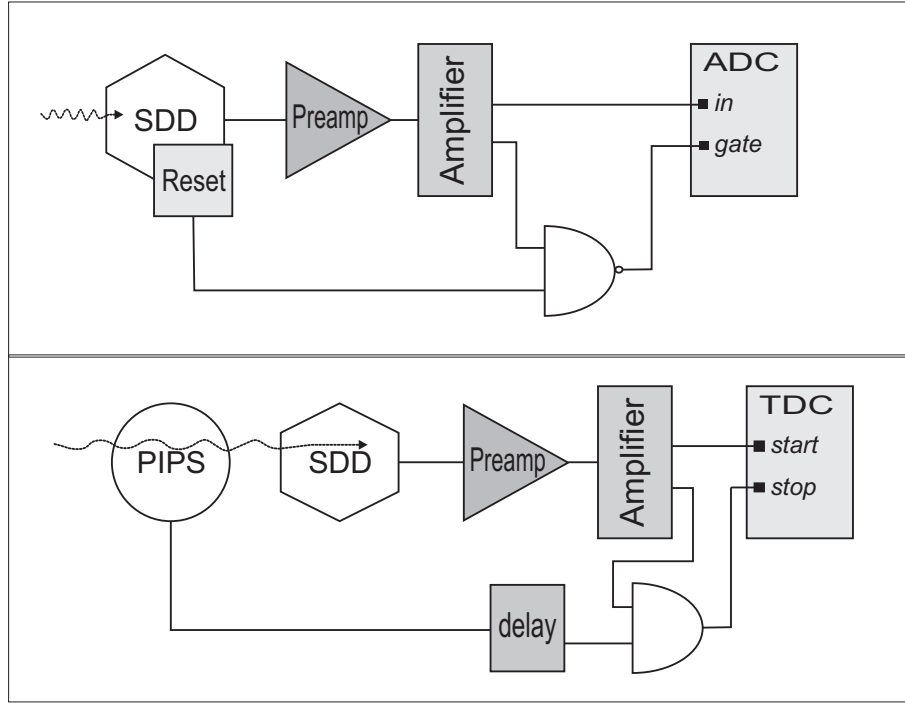 ADC
in
gate
SDD
Preamp
Amplifier
Reset
TDC
start
stop
PIPS
SDD
Preamp
Amplifier
delay